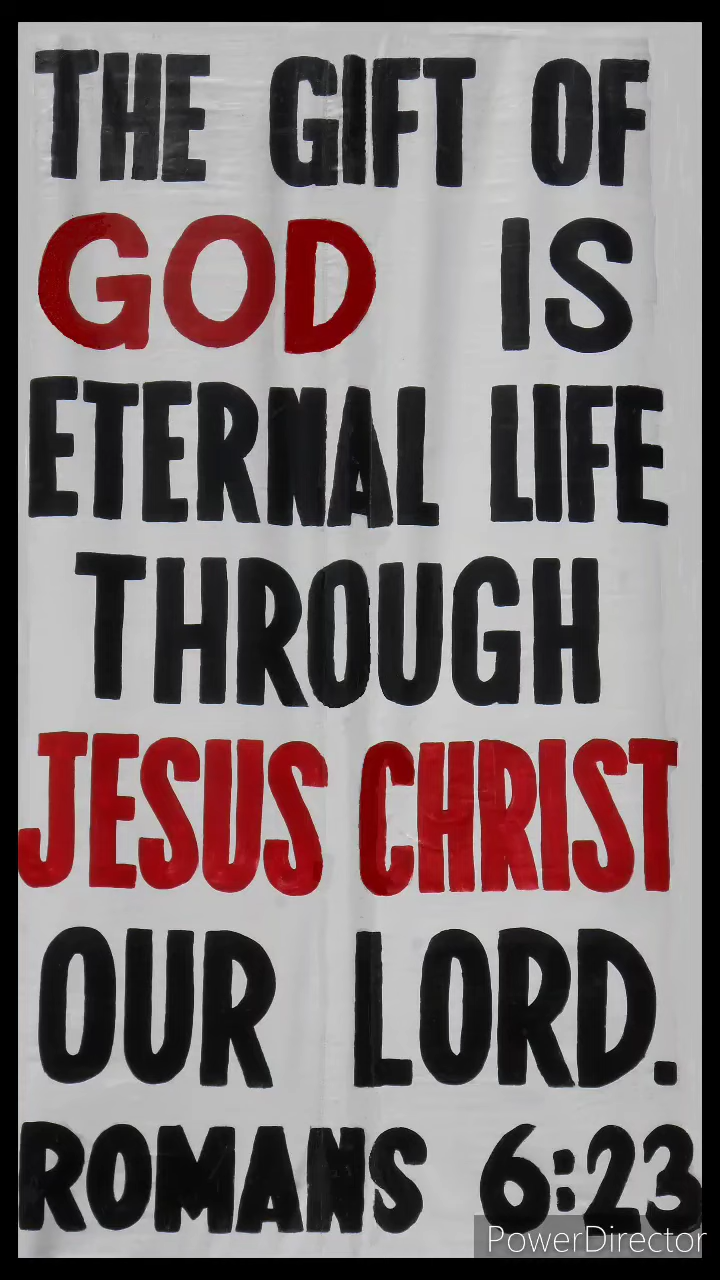 THE GIFT OF
GOD IS
ETERNAL LIFE
THROUGH
JESUS CHRIST
OUR LORD.
ROMANS 6:23
PowerDirector